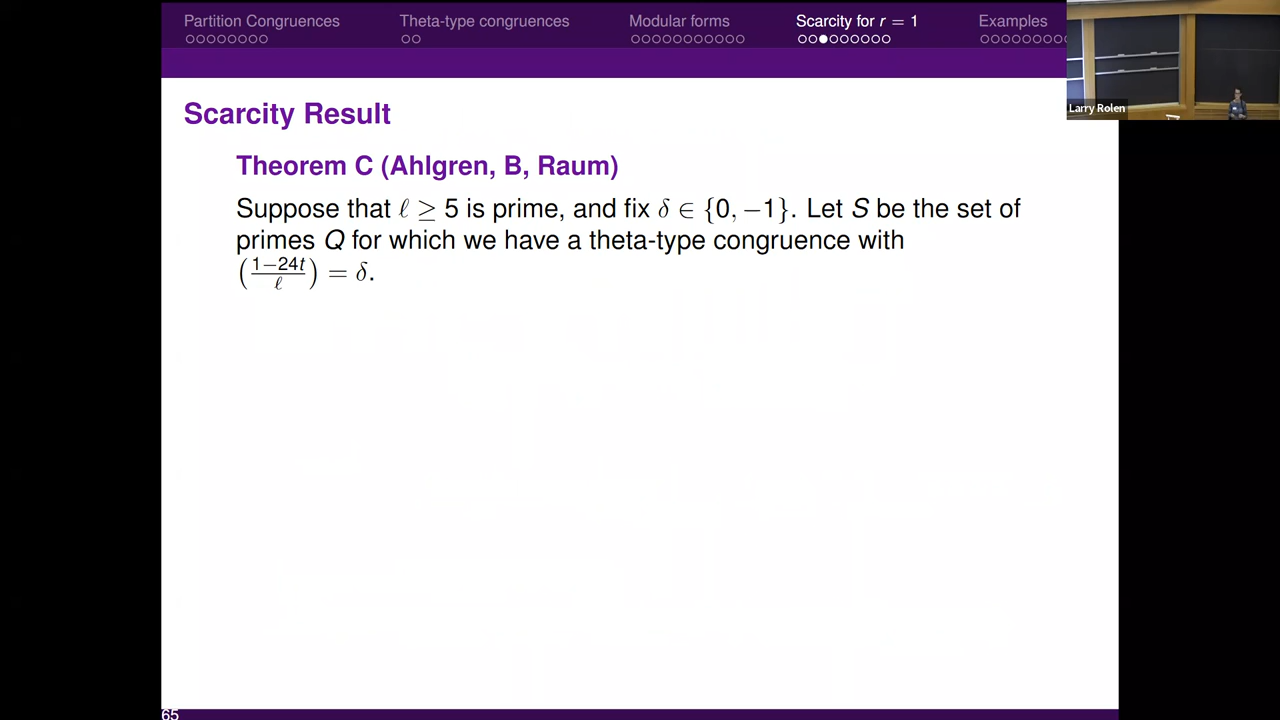 Partition Congruences
Theta-type congruences
Modular forms
Scarcity for r = 1
Examples
Larry Rolen
Scarcity Result
Theorem C (Ahlgren, B, Raum)
Suppose that ℓ ≥ 5 is prime, and fix δ ∈ {0, −1}. Let S be the set of
primes Q for which we have a theta-type congruence with
(\frac{1−24t}{ℓ}) = δ.
65